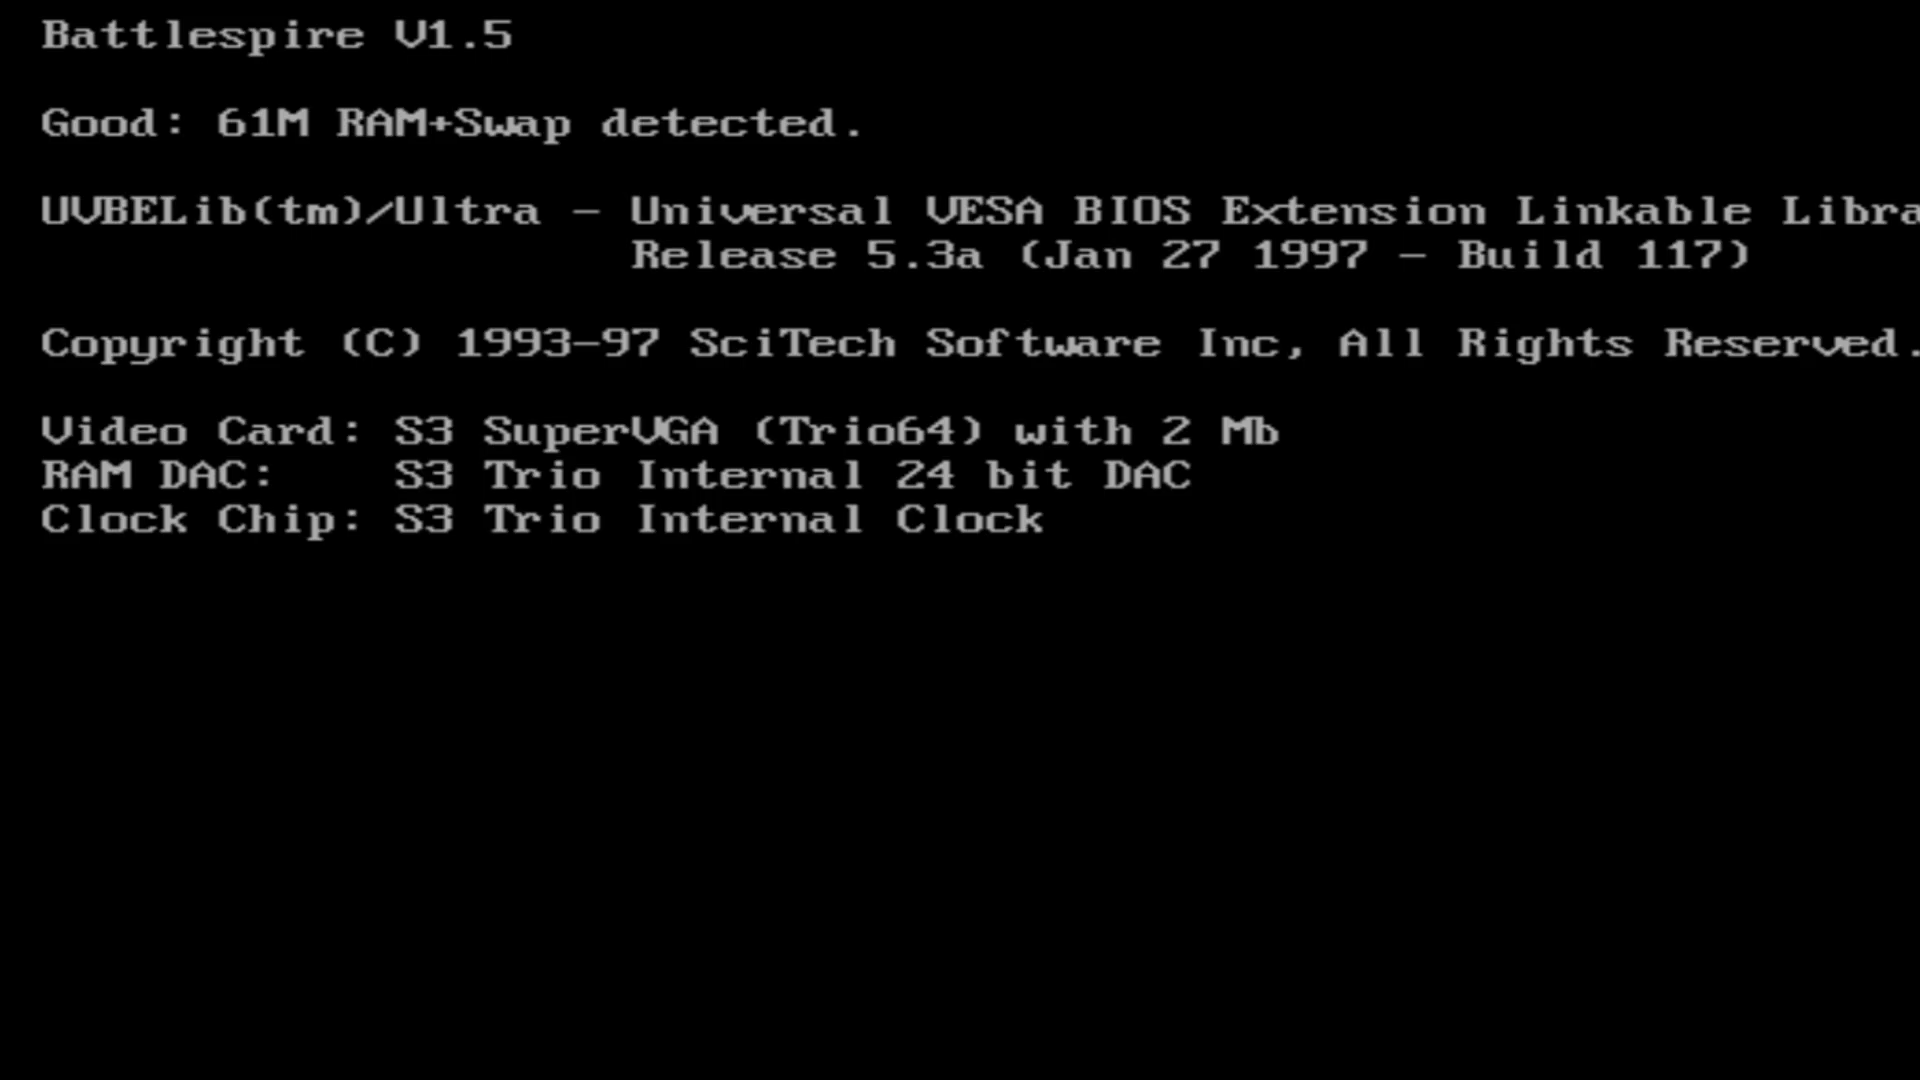 Battlespire V1.5
Good: 61M RAM+Swap detected.
UVBELib(tm)/Ultra - Universal VESA BIOS Extension Linkable Libra
Release 5.3a (Jan 27 1997 - Build 117)
Copyright (C) 1993-97 SciTech Software Inc, All Rights Reserved.
Video Card: S3 SuperVGA (Trio64) with 2 Mb
RAM DAC:    S3 Trio Internal 24 bit DAC
Clock Chip: S3 Trio Internal Clock